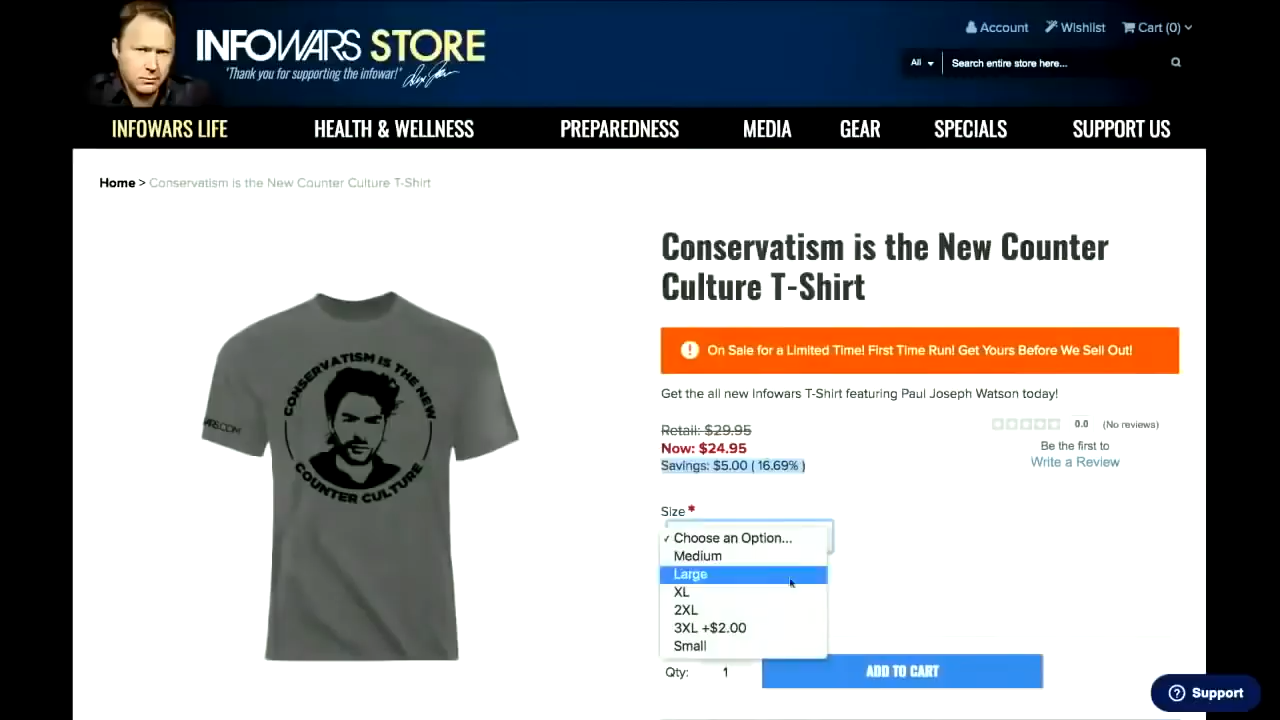 INFOWARS STORE
"Thank you for supporting the infowar!"
Account
Wishlist
Cart (0)
All
Search entire store here...
INFOWARS LIFE
HEALTH & WELLNESS
PREPAREDNESS
MEDIA
GEAR
SPECIALS
SUPPORT US
Home > Conservatism is the New Counter Culture T-Shirt
CONSERVATISM IS THE NEW
COUNTER CULTURE
Conservatism is the New Counter
Culture T-Shirt
On Sale for a Limited Time! First Time Run! Get Yours Before We Sell Out!
Get the all new Infowars T-Shirt featuring Paul Joseph Watson today!
Retail: $29.95
Now: $24.95
Savings: $5.00 ( 16.69% )
0.0 (No reviews)
Be the first to
Write a Review
Size *
✓ Choose an Option...
Medium
Large
XL
2XL
3XL +$2.00
Small
Qty: 1
ADD TO CART
Support